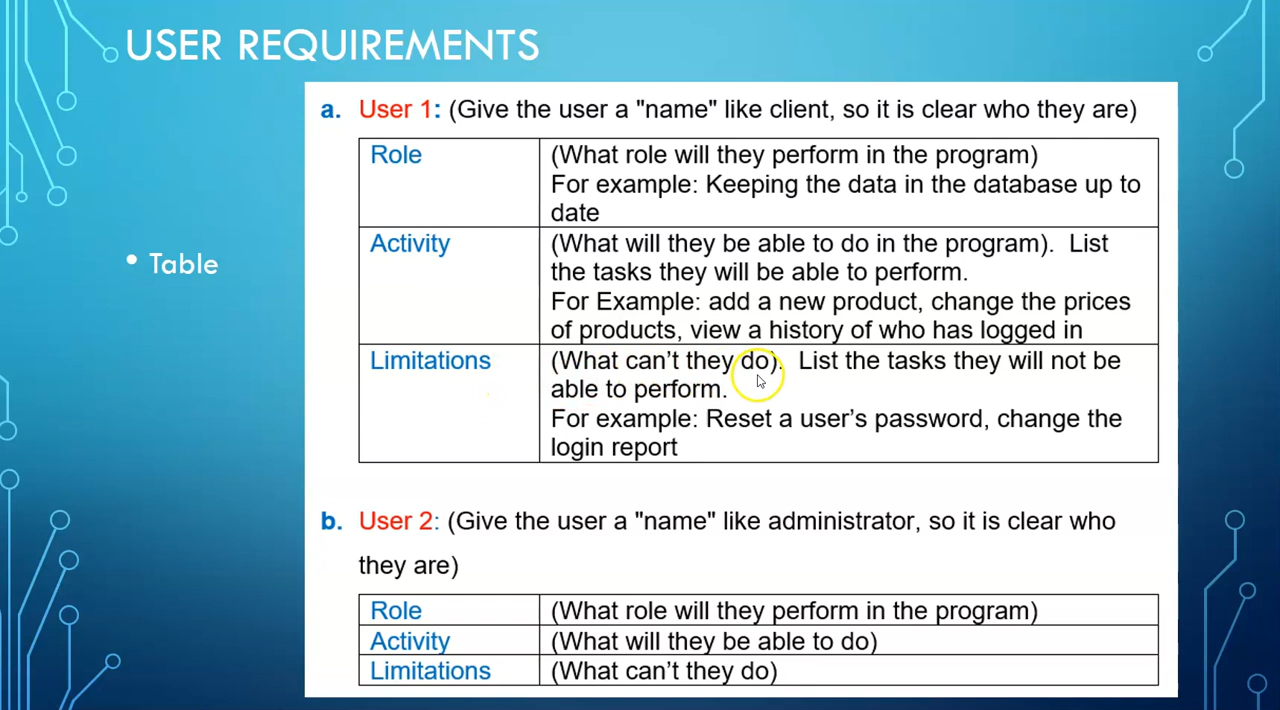 USER REQUIREMENTS
• Table
a. User 1: (Give the user a "name" like client, so it is clear who they are)
Role (What role will they perform in the program)
For example: Keeping the data in the database up to
date
Activity (What will they be able to do in the program). List
the tasks they will be able to perform.
For Example: add a new product, change the prices
of products, view a history of who has logged in
Limitations (What can't they do). List the tasks they will not be
able to perform.
For example: Reset a user's password, change the
login report
b. User 2: (Give the user a "name" like administrator, so it is clear who
they are)
Role (What role will they perform in the program)
Activity (What will they be able to do)
Limitations (What can't they do)